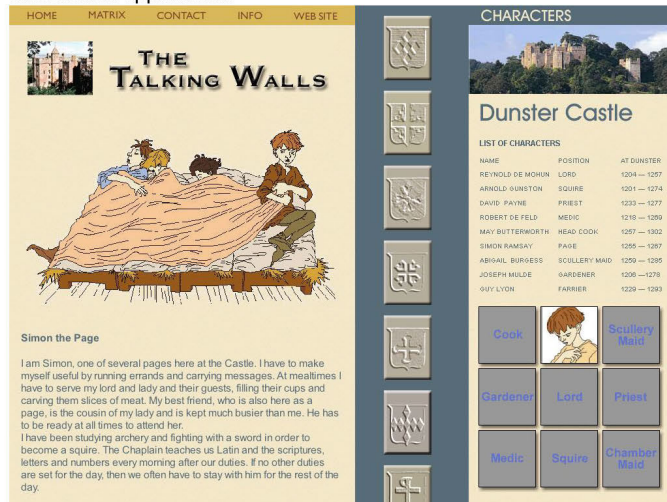 HOME MATRIX CONTACT INFO WEB SITE
THE
TALKING WALLS
Simon the Page
I am Simon, one of several pages here at the Castle. I have to make
myself useful by running errands and carrying messages. At mealtimes I
have to serve my lord and lady and their guests, filling their cups and
carving them slices of meat. My best friend, who is also here as a
page, is the cousin of my lady and is kept much busier than me. He has
to be ready at all times to attend her.
I have been studying archery and fighting with a sword in order to
become a squire. The Chaplain teaches us Latin and the scriptures,
letters and numbers every morning after our duties. If no other duties
are set for the day, then we often have to stay with him for the rest of the
day.
CHARACTERS
Dunster Castle
LIST OF CHARACTERS
NAME POSITION AT DUNSTER
REYNOLD DE MOHUN LORD 1204 — 1257
ARNOLD GUNSTON SQUIRE 1201 — 1274
DAVID PAYNE PRIEST 1233 — 1277
ROBERT DE FELD MEDIC 1218 — 1269
MAY BUTTERWORTH HEAD COOK 1257 — 1302
SIMON RAMSAY PAGE 1255 — 1267
ABIGAIL BURGESS SCULLERY MAID 1259 — 1285
JOSEPH MULDE GARDENER 1206 —1278
GUY LYON FARRIER 1229 — 1293
Cook
Scullery
Maid
Gardener
Lord
Priest
Medic
Squire
Chamber
Maid